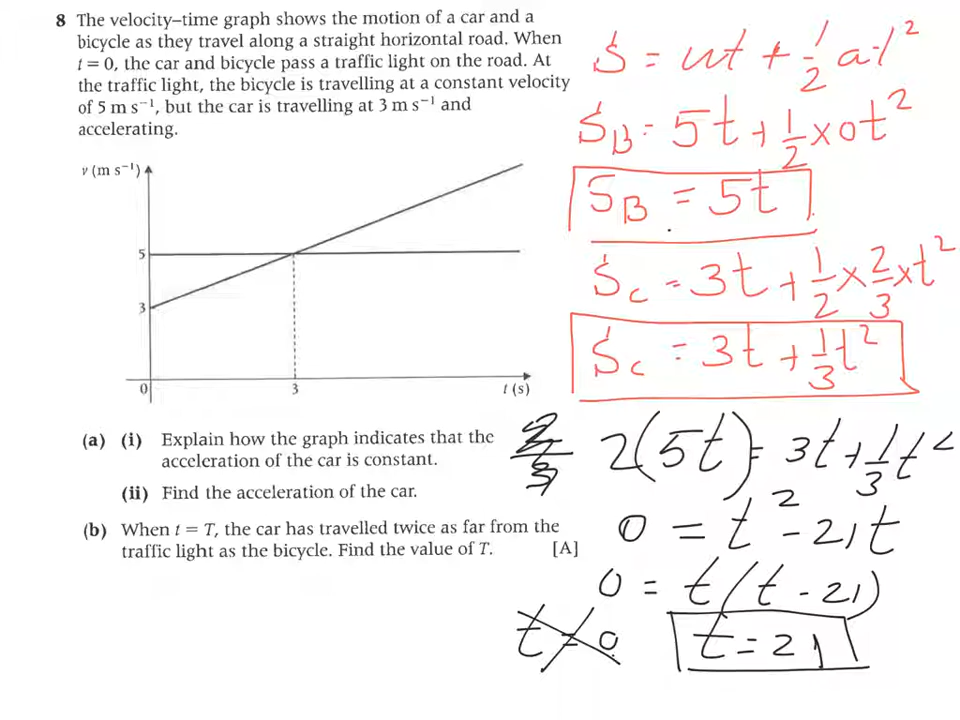 8 The velocity–time graph shows the motion of a car and a
bicycle as they travel along a straight horizontal road. When
t = 0, the car and bicycle pass a traffic light on the road. At
the traffic light, the bicycle is travelling at a constant velocity
of 5 m s⁻¹, but the car is travelling at 3 m s⁻¹ and
accelerating.
v (m s⁻¹)
5
3
0 3 t (s)
(a) (i) Explain how the graph indicates that the
acceleration of the car is constant.
(ii) Find the acceleration of the car.
(b) When t = T, the car has travelled twice as far from the
traffic light as the bicycle. Find the value of T. [A]
S = ut + 1/2 at²
S_B = 5t + 1/2 × 0t²
S_B = 5t
S_C = 3t + 1/2 × 2/3 × t²
S_C = 3t + 1/3 t²
2(5t) = 3t + 1/3 t²
0 = t² - 21t
0 = t(t - 21)
t = 0
t = 21